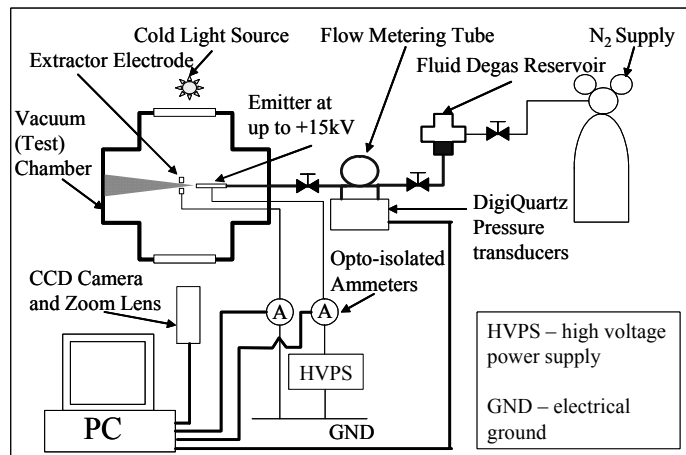 Cold Light Source
Extractor Electrode
Flow Metering Tube
N2 Supply
Fluid Degas Reservoir
Emitter at
up to +15kV
Vacuum
(Test)
Chamber
DigiQuartz
Pressure
transducers
CCD Camera
and Zoom Lens
Opto-isolated
Ammeters
A
A
HVPS
GND
PC
HVPS – high voltage
power supply
GND – electrical
ground